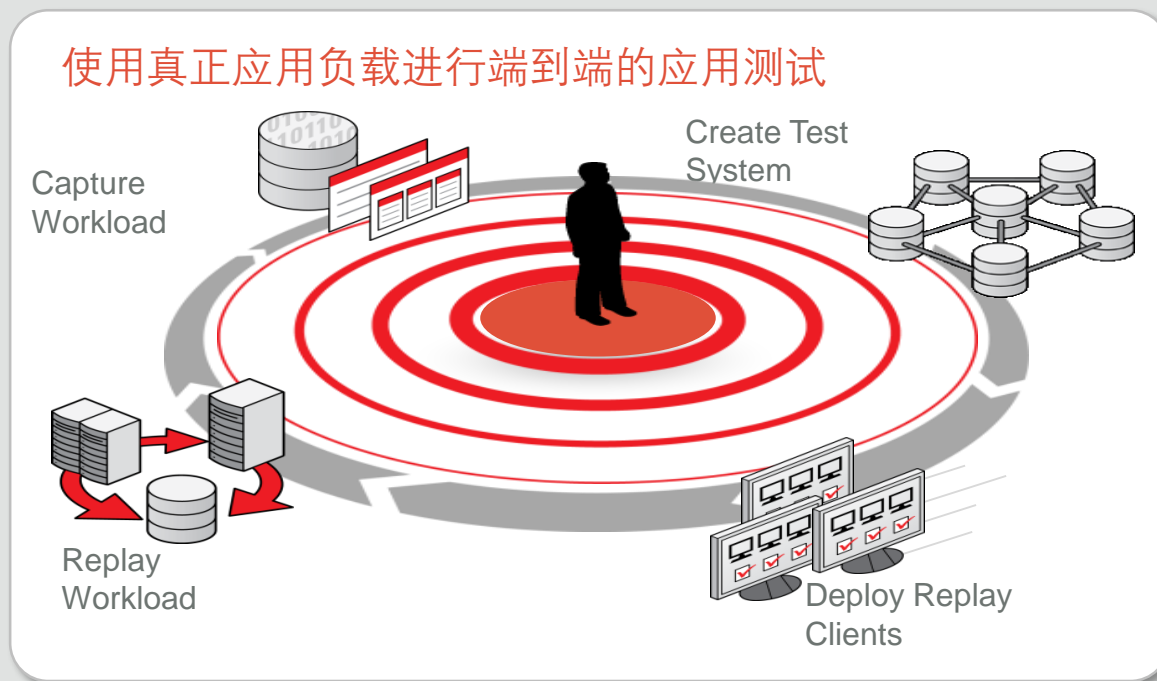 使用真正应用负载进行端到端的应用测试
Capture
Workload
Create Test
System
Replay
Workload
Deploy Replay
Clients